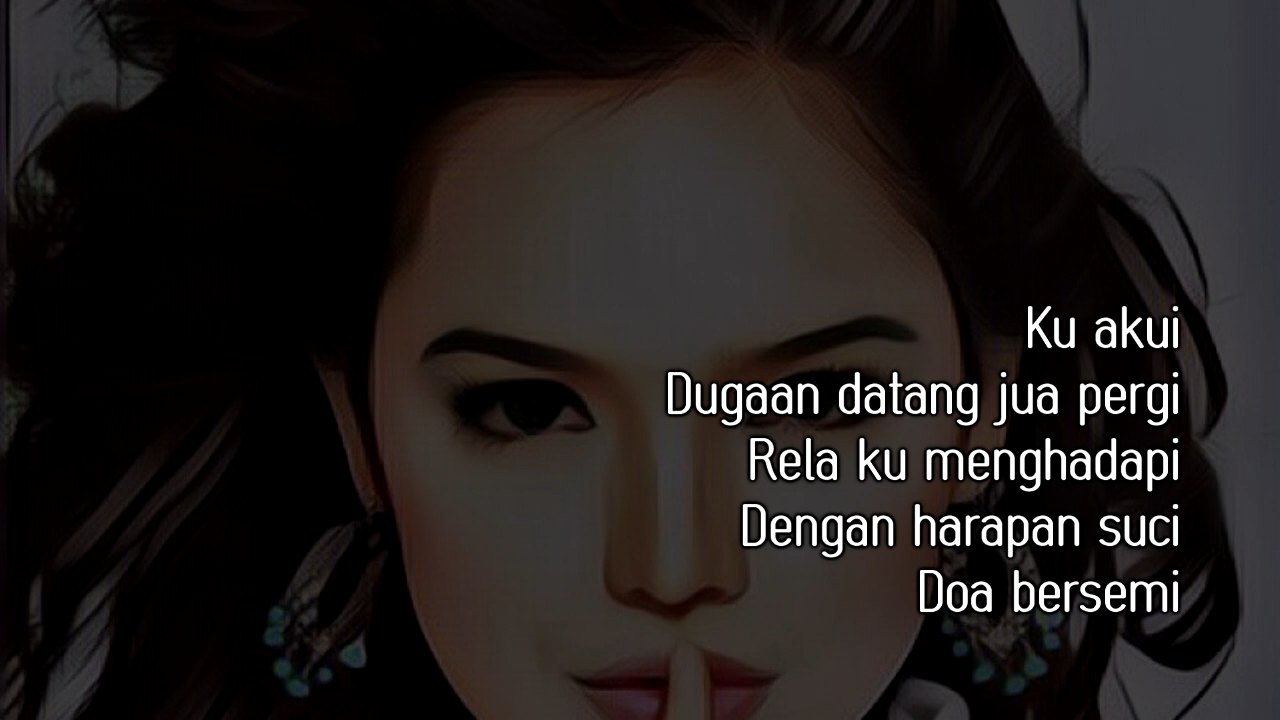 Ku akui
Dugaan datang jua pergi
Rela ku menghadapi
Dengan harapan suci
Doa bersemi